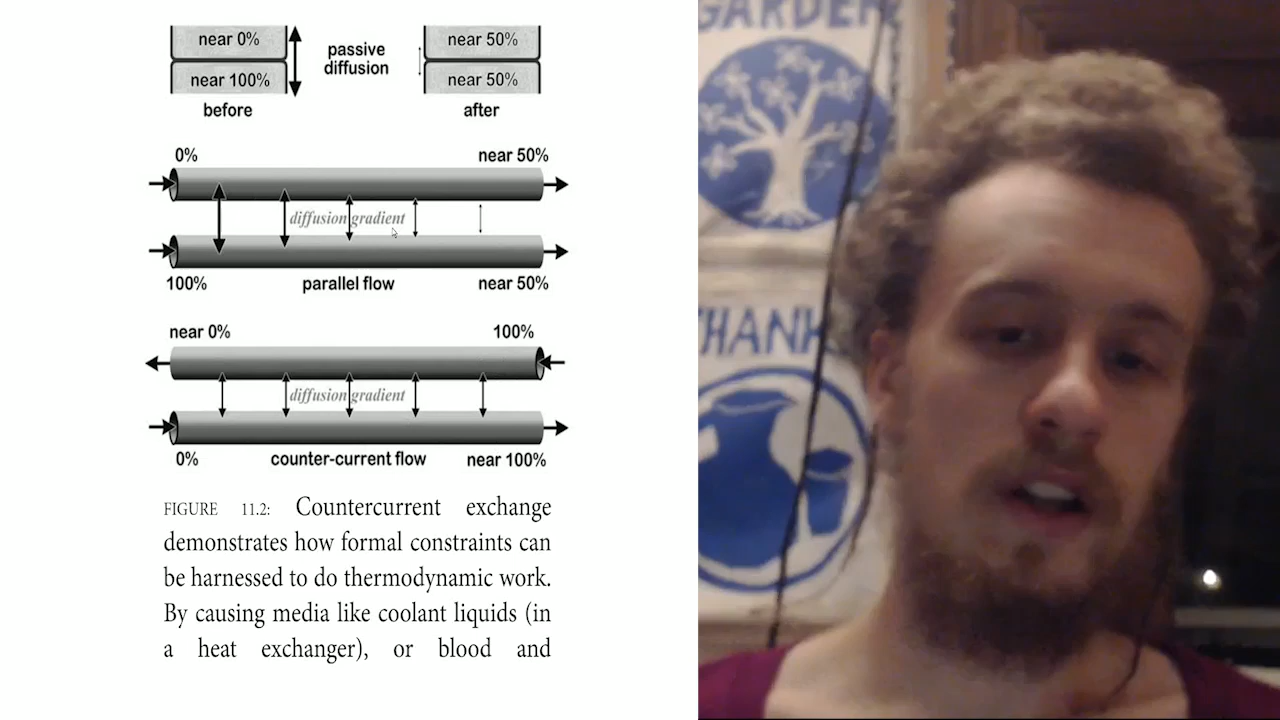 near 0%
near 100%
before
passive
diffusion
near 50%
near 50%
after
0%
near 50%
diffusion gradient
100%
parallel flow
near 50%
near 0%
100%
diffusion gradient
0%
counter-current flow
near 100%
FIGURE 11.2: Countercurrent exchange
demonstrates how formal constraints can
be harnessed to do thermodynamic work.
By causing media like coolant liquids (in
a heat exchanger), or blood and
GARDEN
THANK